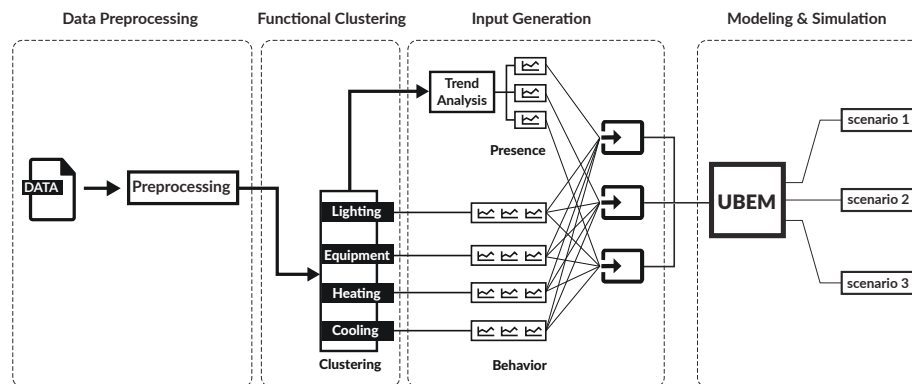 Data Preprocessing
Functional Clustering
Input Generation
Modeling & Simulation
DATA
Preprocessing
Lighting
Equipment
Heating
Cooling
Clustering
Trend
Analysis
Presence
Behavior
UBEM
scenario 1
scenario 2
scenario 3